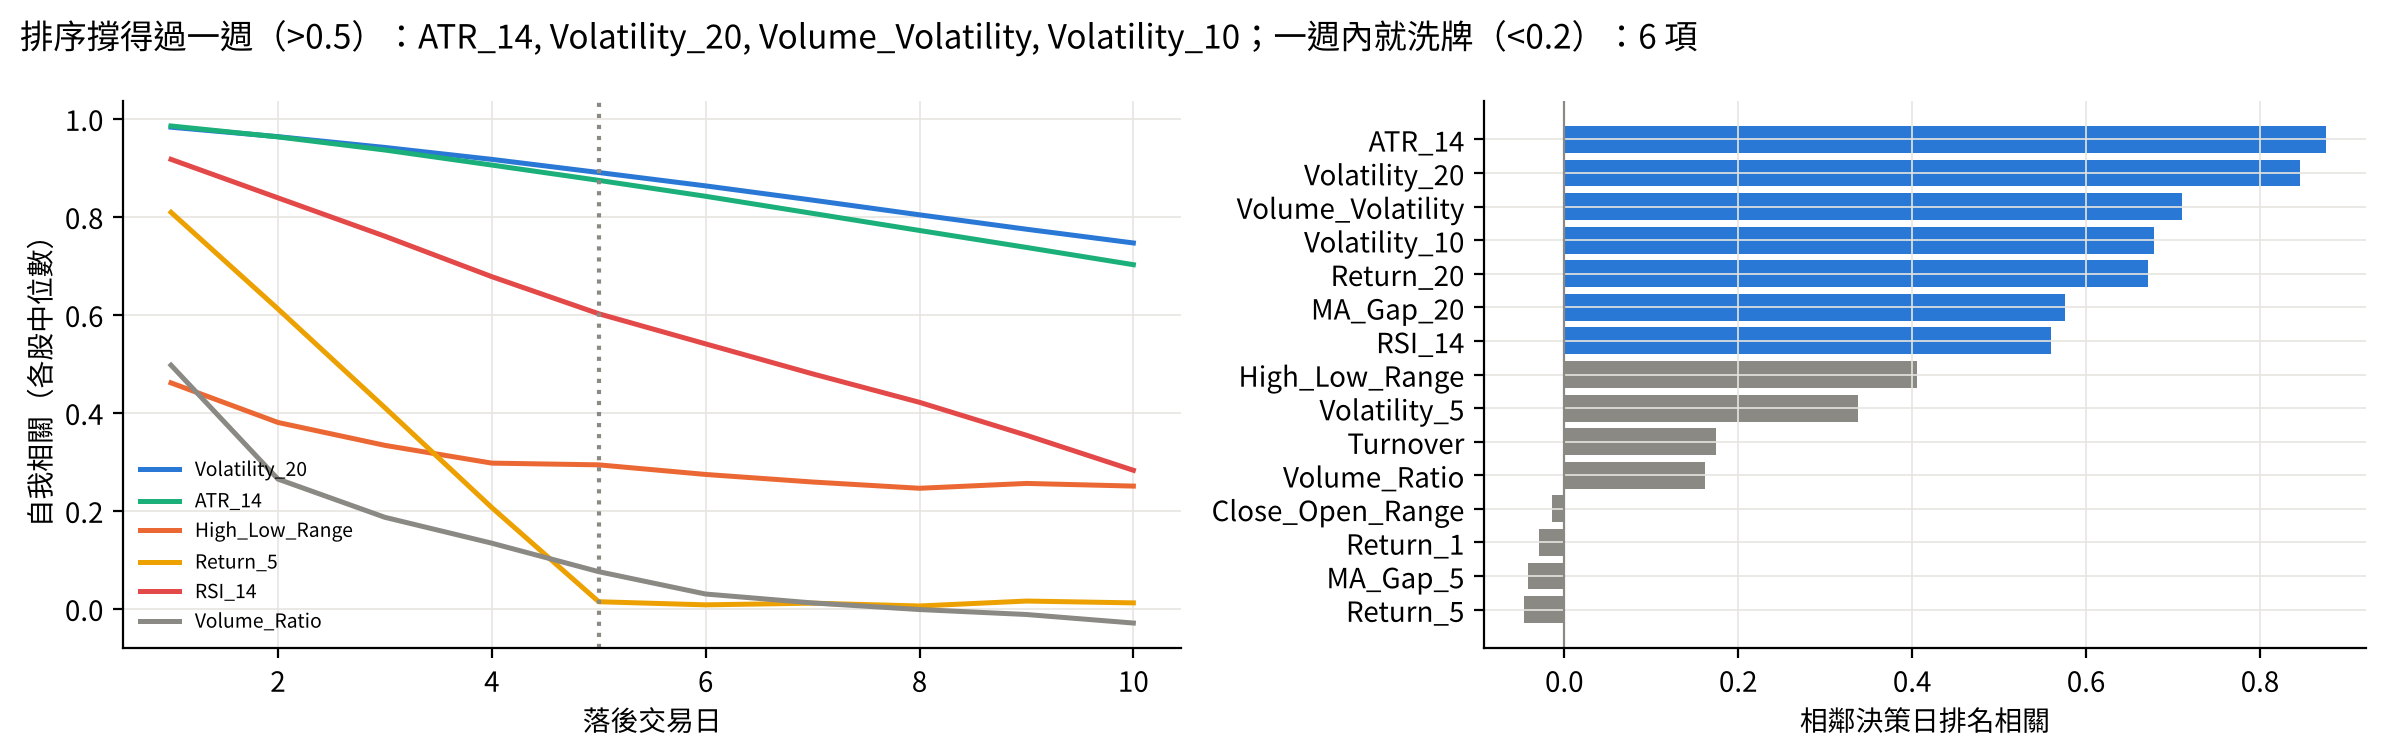 排序撐得過一週（>0.5）：ATR_14, Volatility_20, Volume_Volatility, Volatility_10；一週內就洗牌（<0.2）：6 項
自我相關（各股中位數）
1.0
0.8
0.6
0.4
0.2
0.0
Volatility_20
ATR_14
High_Low_Range
Return_5
RSI_14
Volume_Ratio
2
4
6
8
10
落後交易日
ATR_14
Volatility_20
Volume_Volatility
Volatility_10
Return_20
MA_Gap_20
RSI_14
High_Low_Range
Volatility_5
Turnover
Volume_Ratio
Close_Open_Range
Return_1
MA_Gap_5
Return_5
0.0
0.2
0.4
0.6
0.8
相鄰決策日排名相關